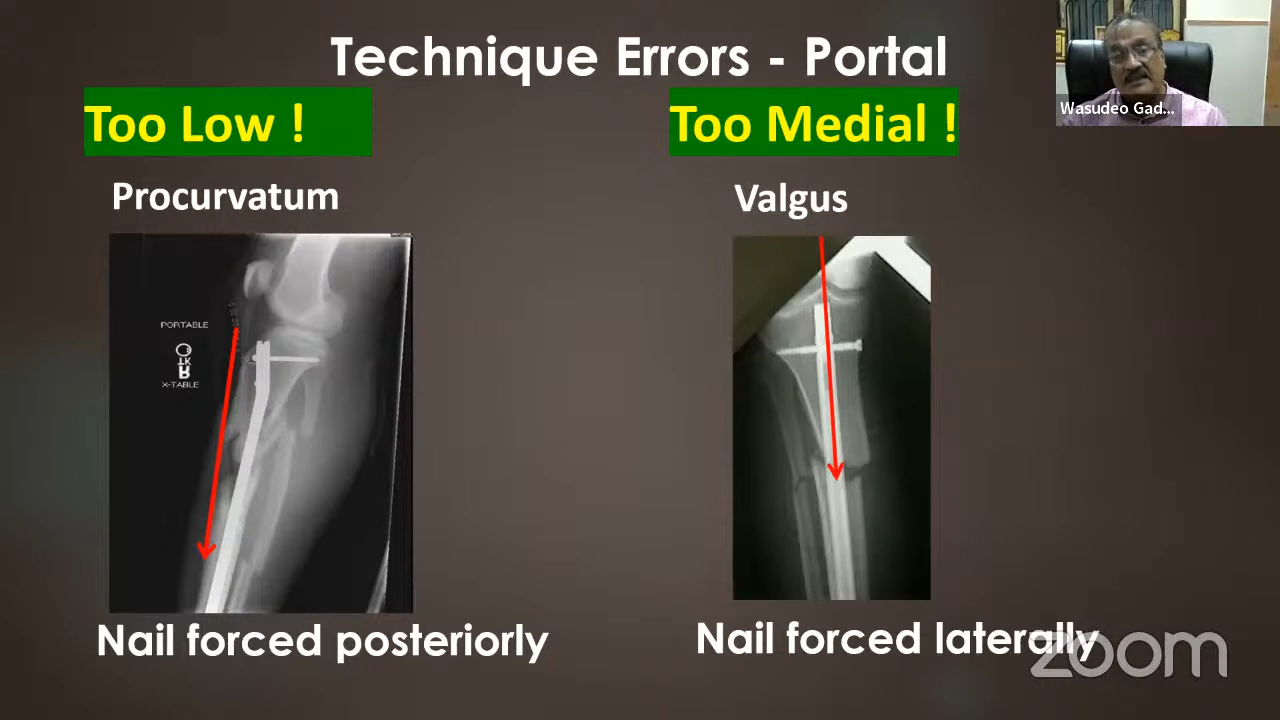 Technique Errors - Portal
Too Low !
Too Medial !
Wasudeo Gad...
Procurvatum
Valgus
PORTABLE
OTK
R
X-TABLE
Nail forced posteriorly
Nail forced laterally
zoom